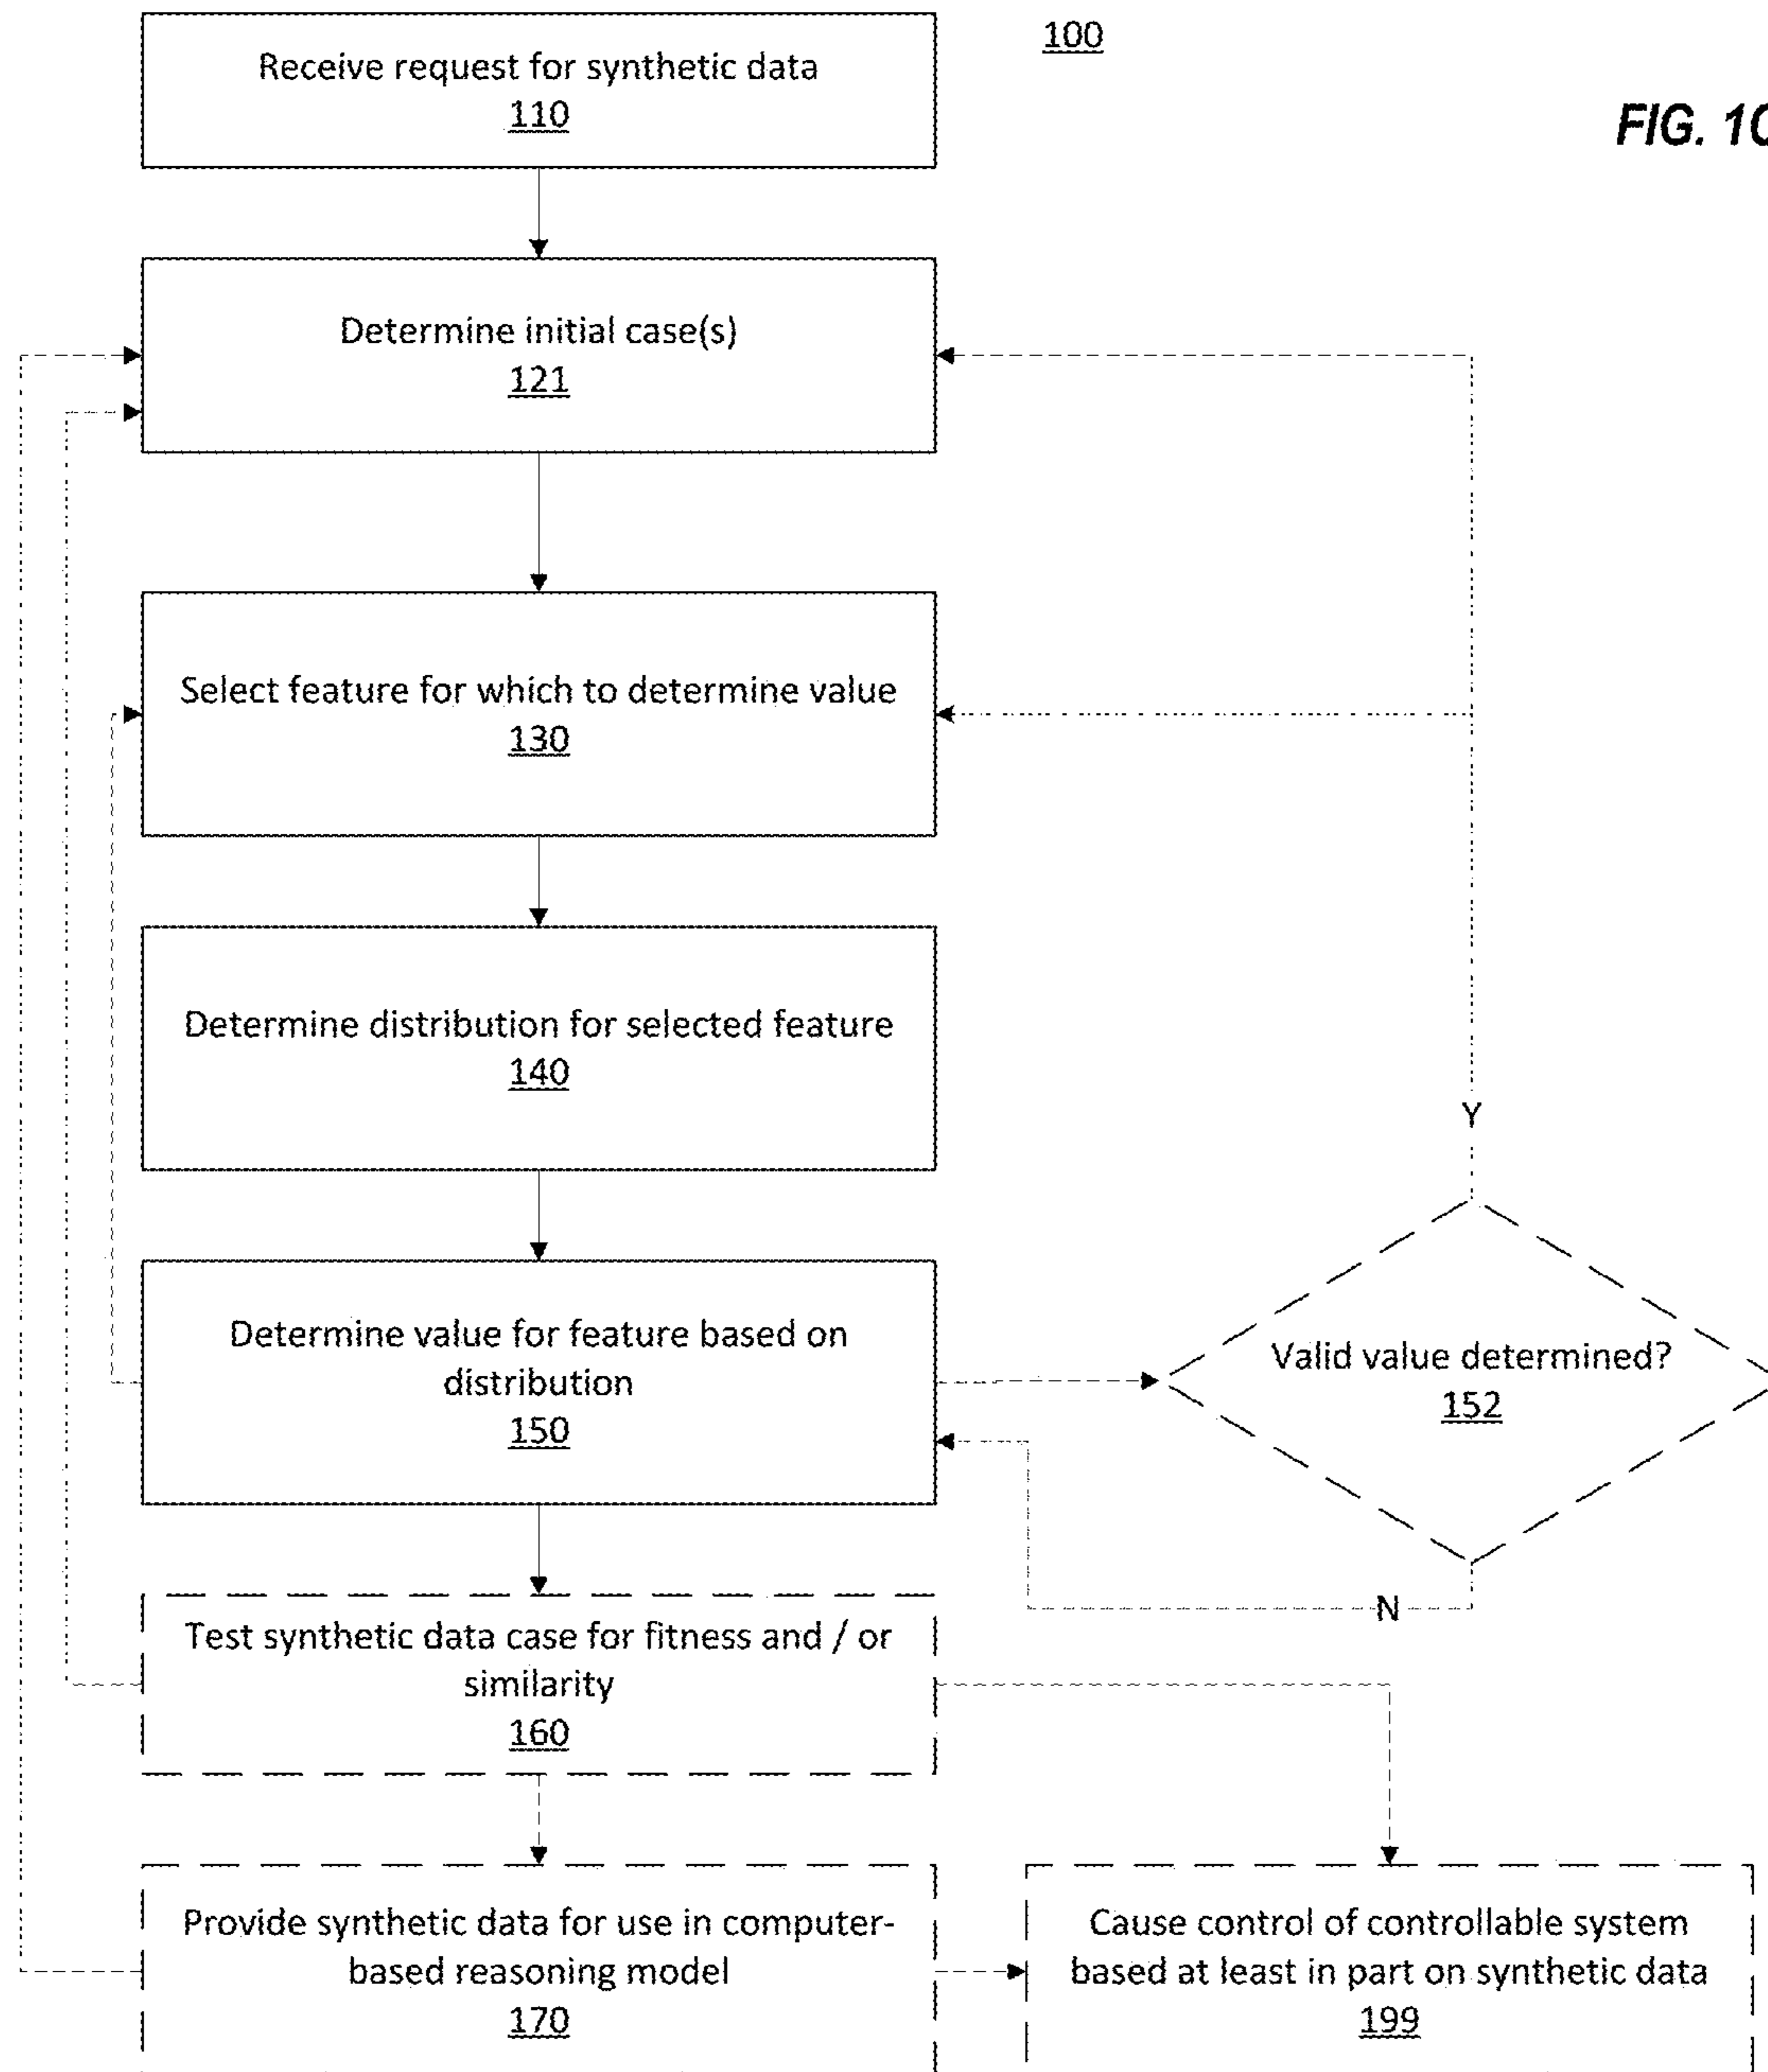 100
FIG. 1C
Receive request for synthetic data
110
Determine initial case(s)
121
Select feature for which to determine value
130
Determine distribution for selected feature
140
Y
Determine value for feature based on
distribution
150
Valid value determined?
152
N
Test synthetic data case for fitness and / or
similarity
160
Provide synthetic data for use in computer-
based reasoning model
170
Cause control of controllable system
based at least in part on synthetic data
199